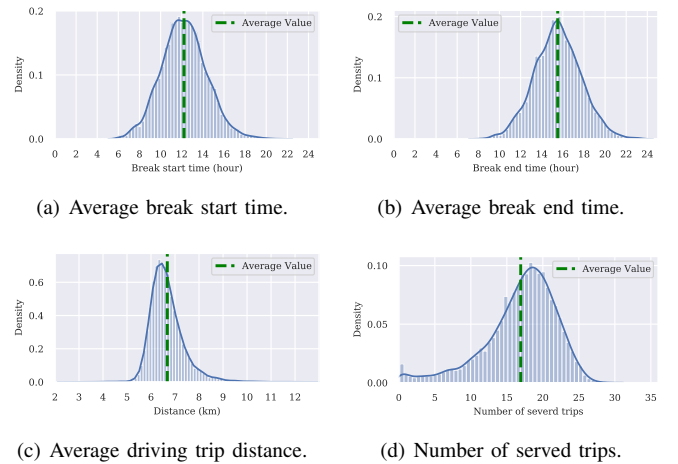 0.2
0.1
0.0
Density
Average Value
0 2 4 6 8 10 12 14 16 18 20 22 24
Break start time (hour)
(a) Average break start time.
0.2
0.1
0.0
Density
Average Value
0 2 4 6 8 10 12 14 16 18 20 22 24
Break end time (hour)
(b) Average break end time.
0.6
0.4
0.2
0.0
Density
Average Value
2 3 4 5 6 7 8 9 10 11 12
Distance (km)
(c) Average driving trip distance.
0.10
0.05
0.00
Density
Average Value
0 5 10 15 20 25 30 35
Number of severd trips
(d) Number of served trips.